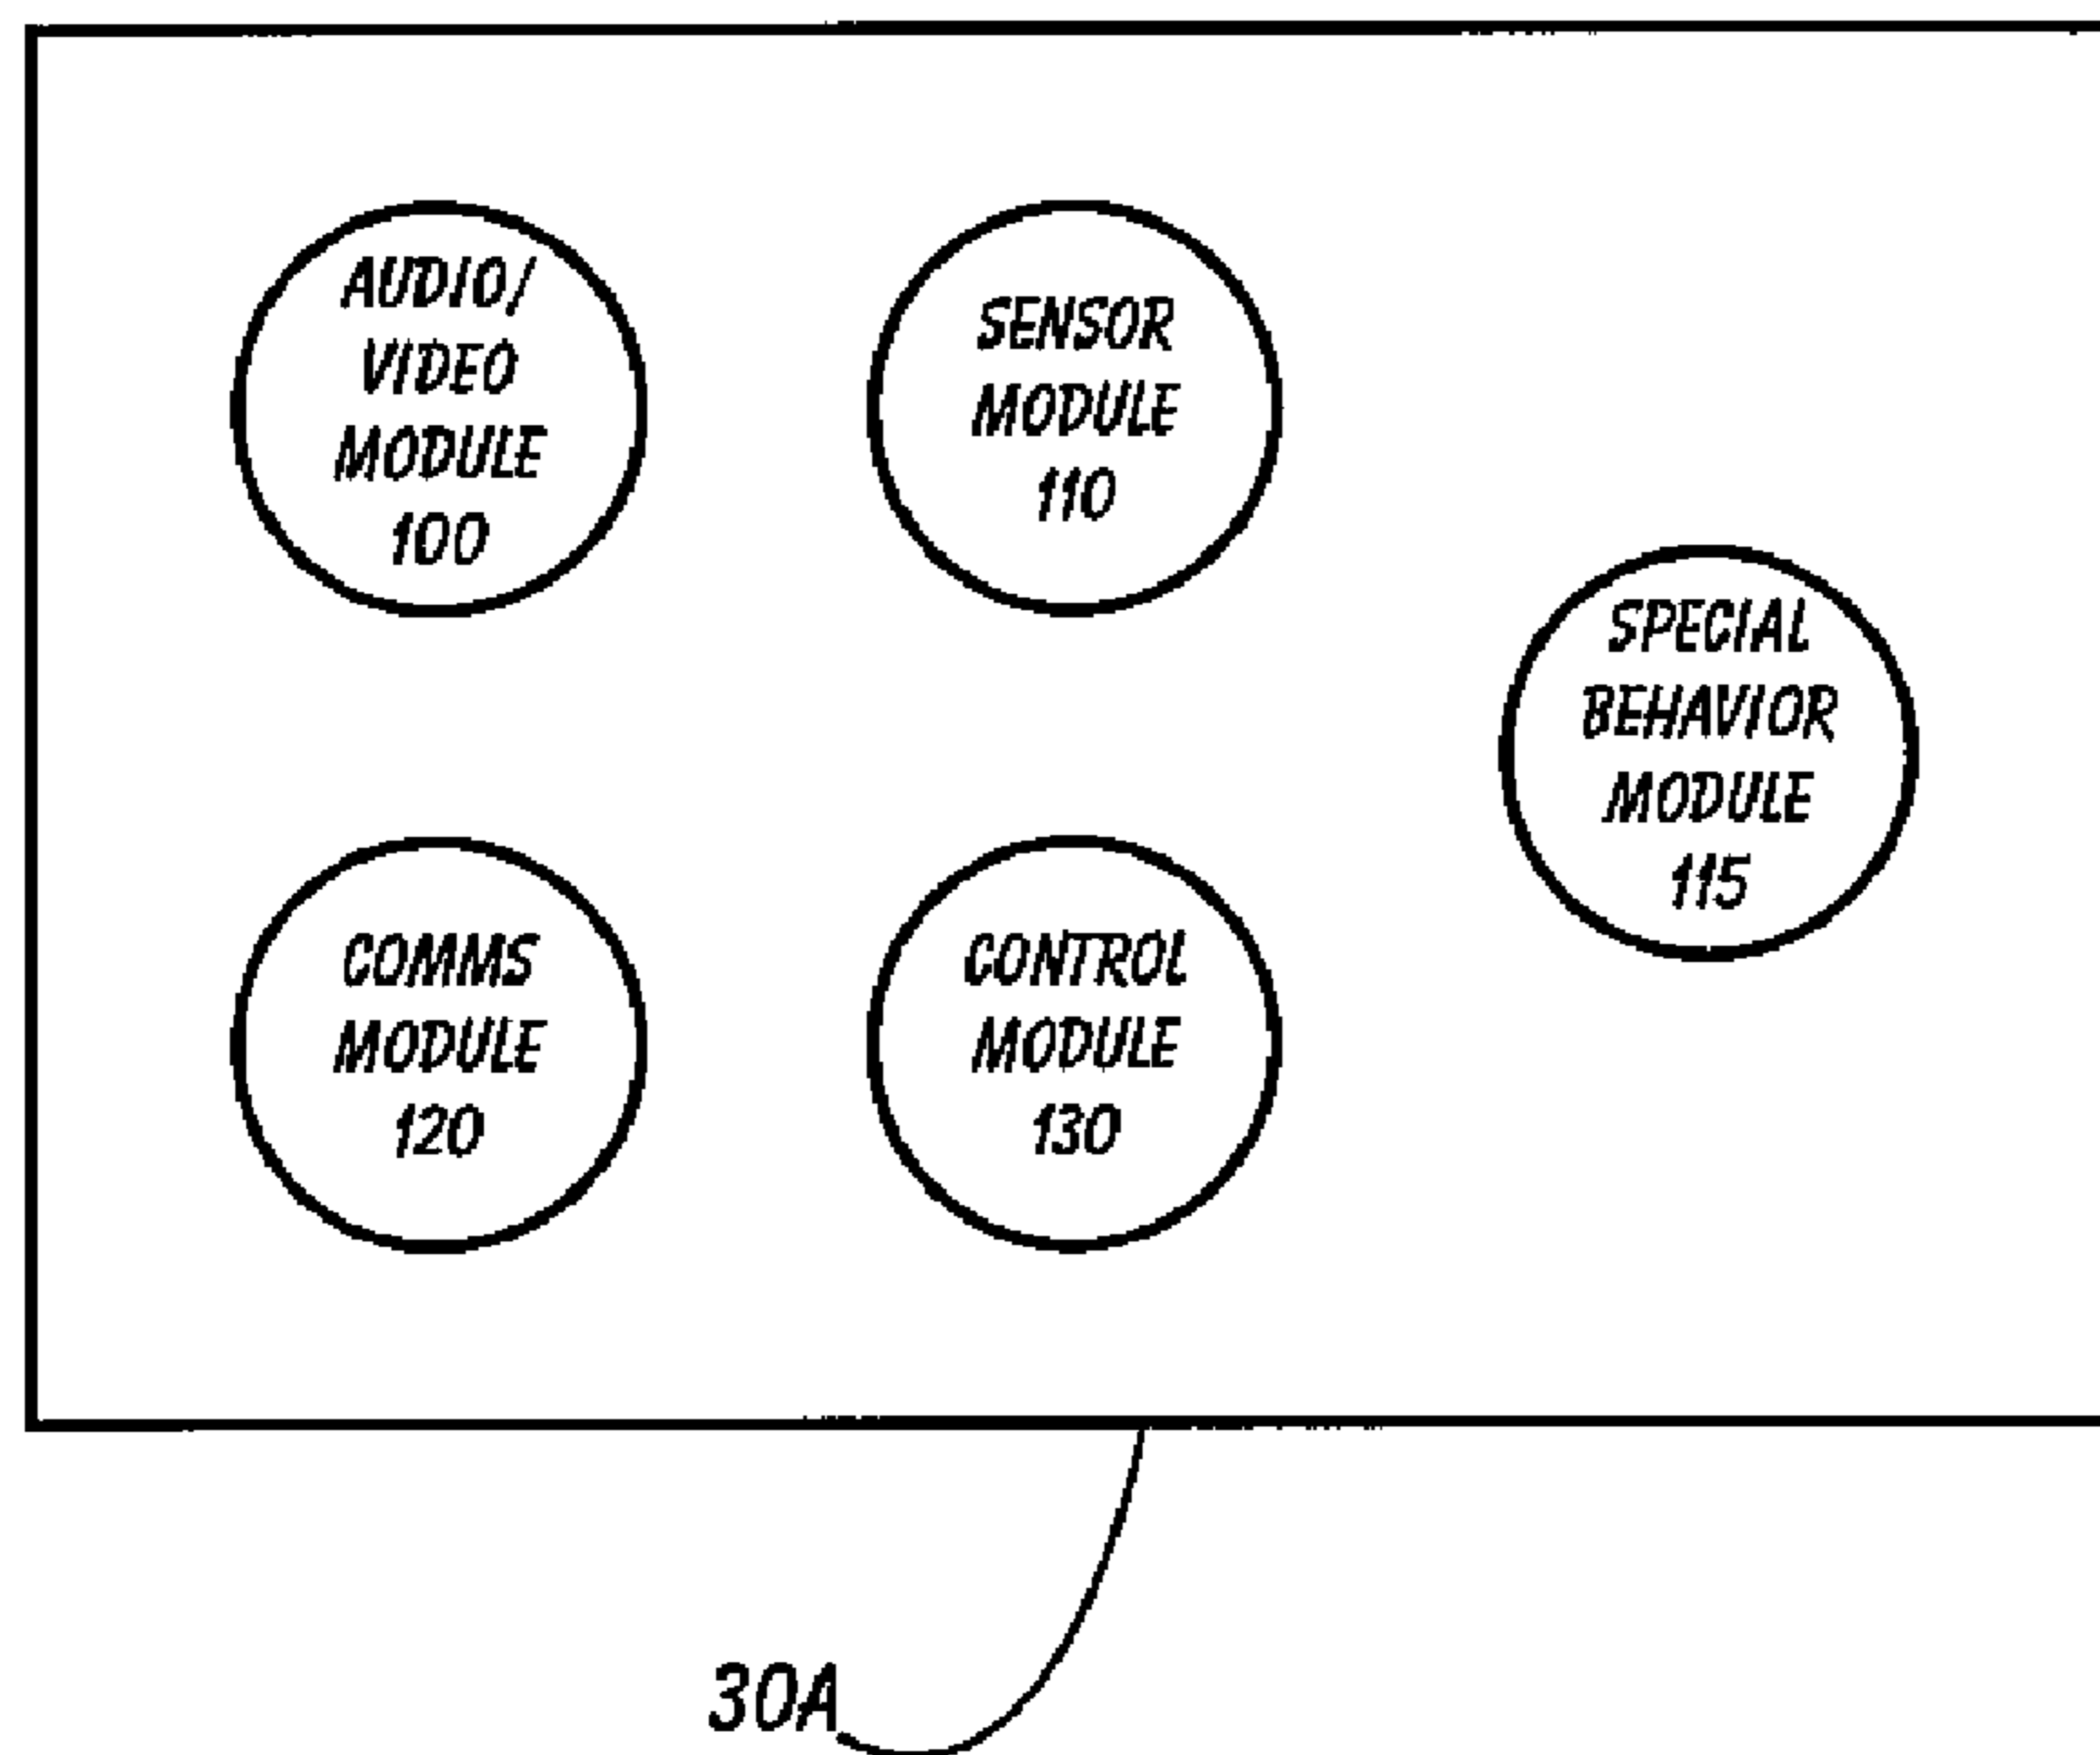 AUDIO/
VIDEO
MODULE
100
SENSOR
MODULE
110
SPECIAL
BEHAVIOR
MODULE
115
COMMS
MODULE
120
CONTROL
MODULE
130
30A